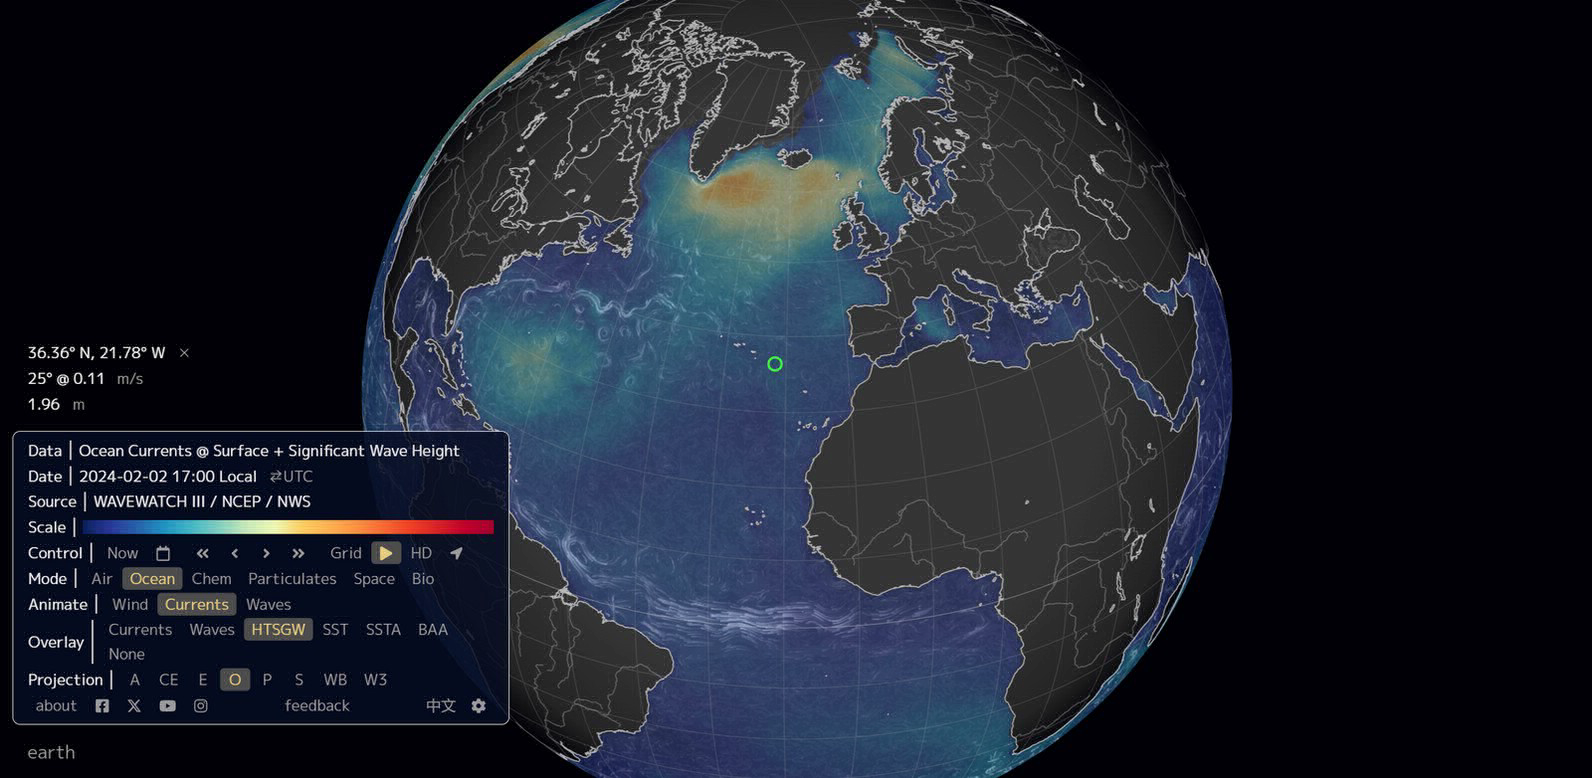 36.36° N, 21.78° W ×
25° @ 0.11 m/s
1.96 m
Data | Ocean Currents @ Surface + Significant Wave Height
Date | 2024-02-02 17:00 Local ⇄UTC
Source | WAVEWATCH III / NCEP / NWS
Scale |
Control | Now Grid HD
Mode | Air Ocean Chem Particulates Space Bio
Animate | Wind Currents Waves
Overlay | Currents Waves HTSGW SST SSTA BAA
None
Projection | A CE E O P S WB W3
about feedback 中文
earth